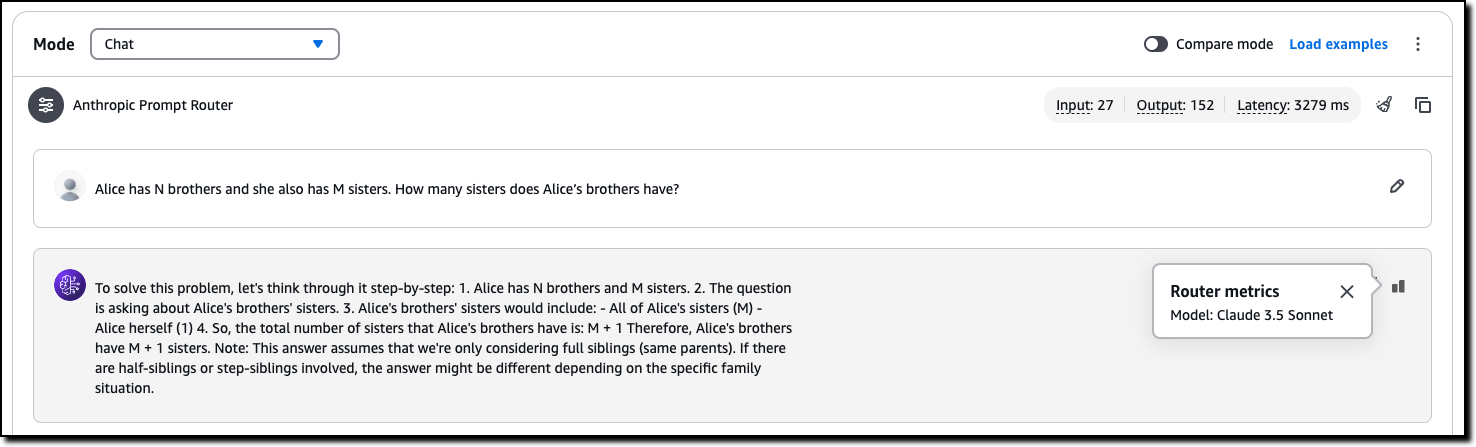 Mode Chat Compare mode Load examples
Anthropic Prompt Router Input: 27 Output: 152 Latency: 3279 ms
Alice has N brothers and she also has M sisters. How many sisters does Alice’s brothers have?
To solve this problem, let's think through it step-by-step: 1. Alice has N brothers and M sisters. 2. The question
is asking about Alice's brothers' sisters. 3. Alice's brothers' sisters would include: - All of Alice's sisters (M) -
Alice herself (1) 4. So, the total number of sisters that Alice's brothers have is: M + 1 Therefore, Alice's brothers
have M + 1 sisters. Note: This answer assumes that we're only considering full siblings (same parents). If there
are half-siblings or step-siblings involved, the answer might be different depending on the specific family
situation.
Router metrics
Model: Claude 3.5 Sonnet